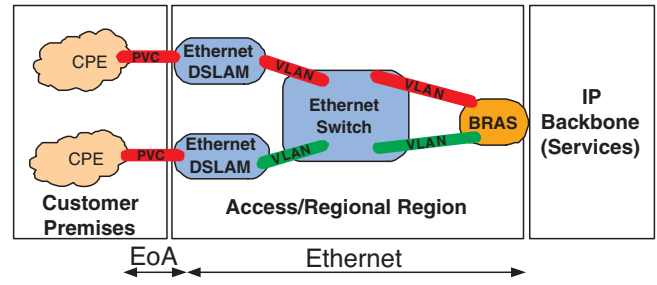 CPE
PVC
Ethernet
DSLAM
VLAN
Ethernet
Switch
VLAN
BRAS
IP
Backbone
(Services)
CPE
PVC
Ethernet
DSLAM
VLAN
VLAN
Customer
Premises
Access/Regional Region
EoA
Ethernet